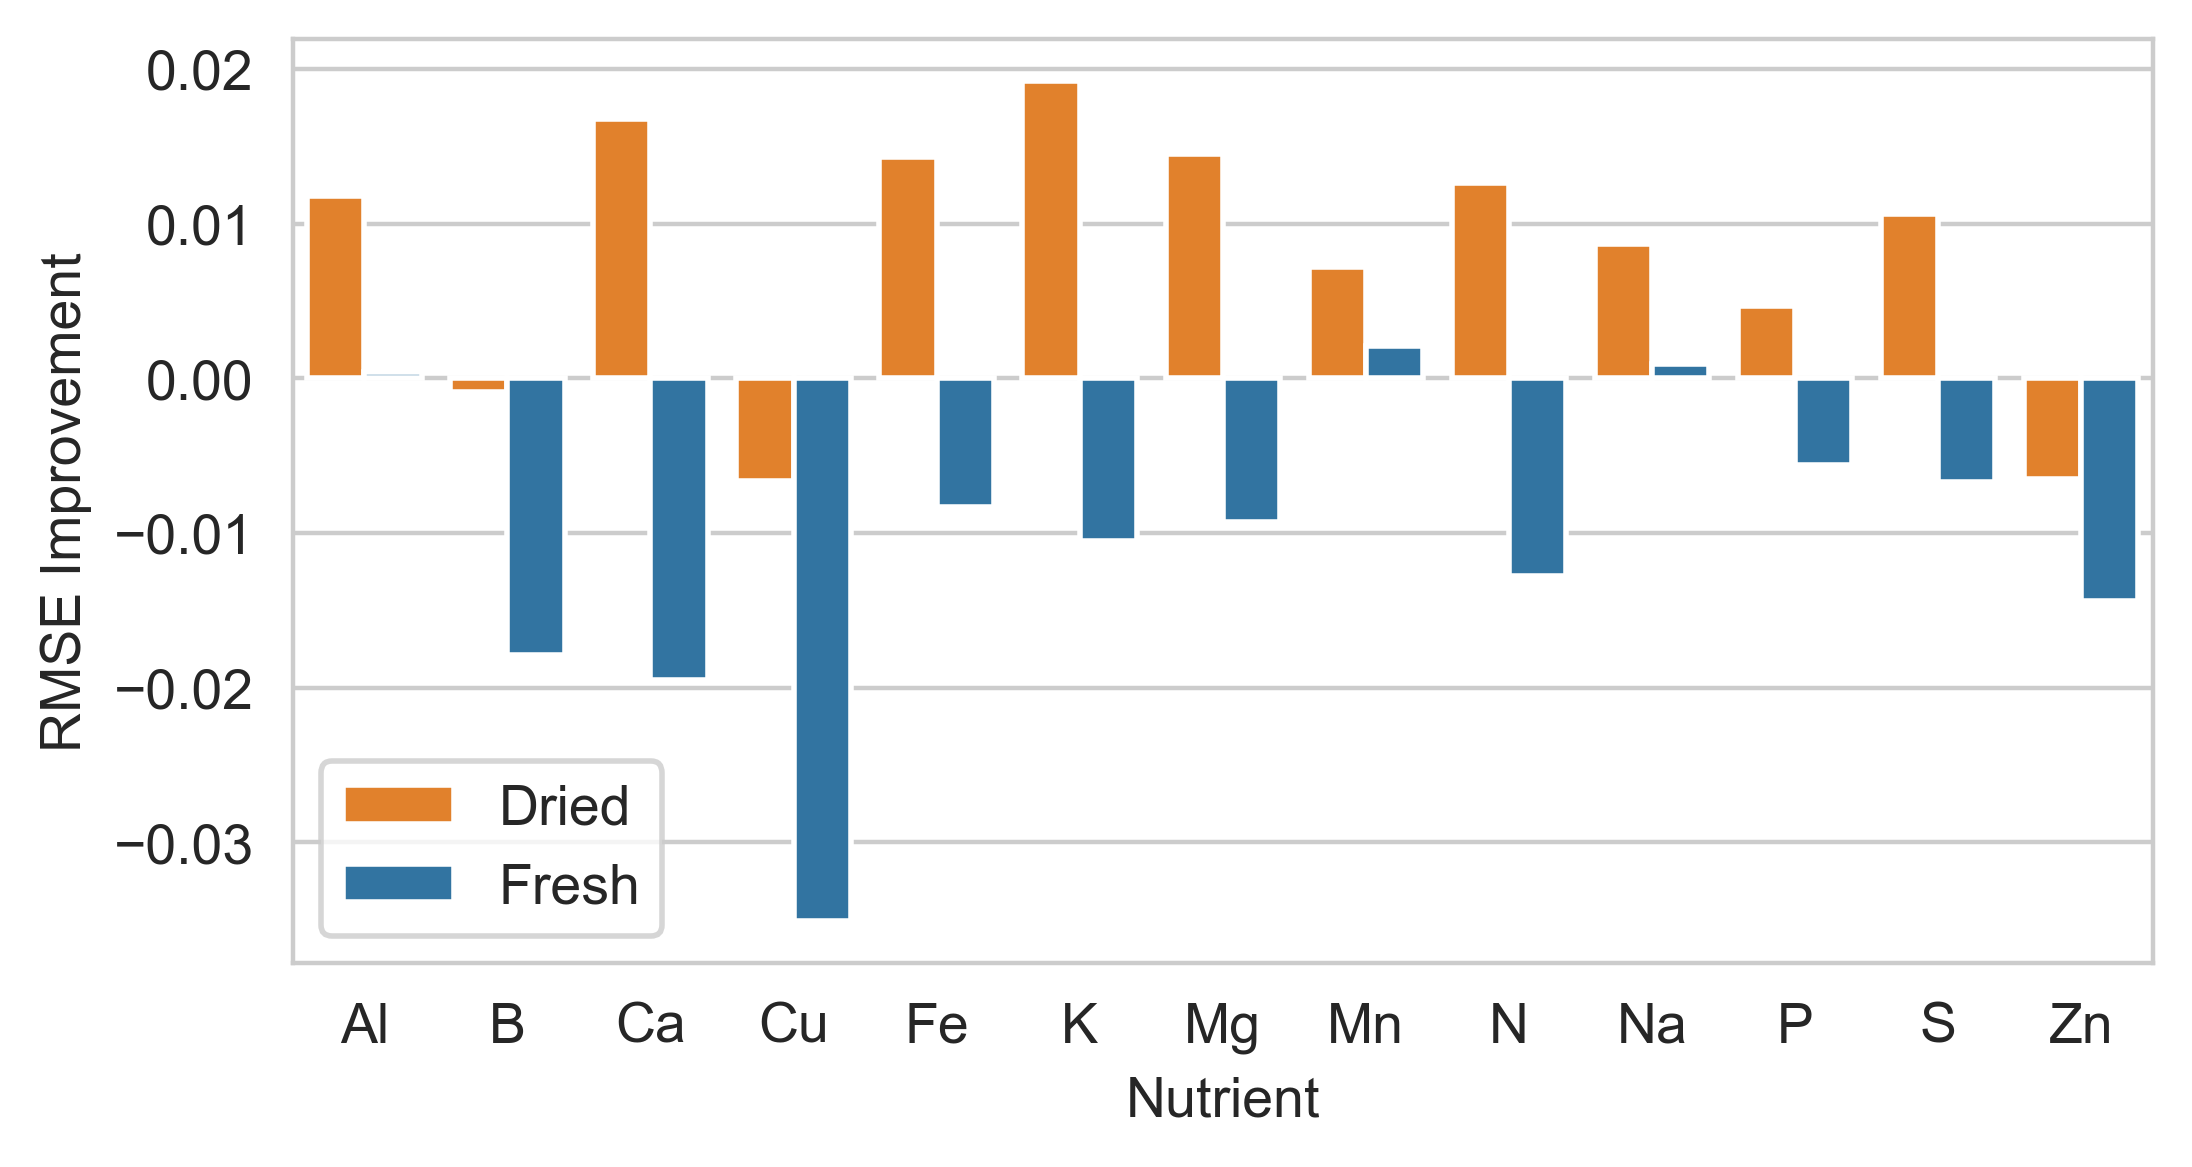 0.02
0.01
0.00
−0.01
−0.02
−0.03
RMSE Improvement
Dried
Fresh
Al B Ca Cu Fe K Mg Mn N Na P S Zn
Nutrient